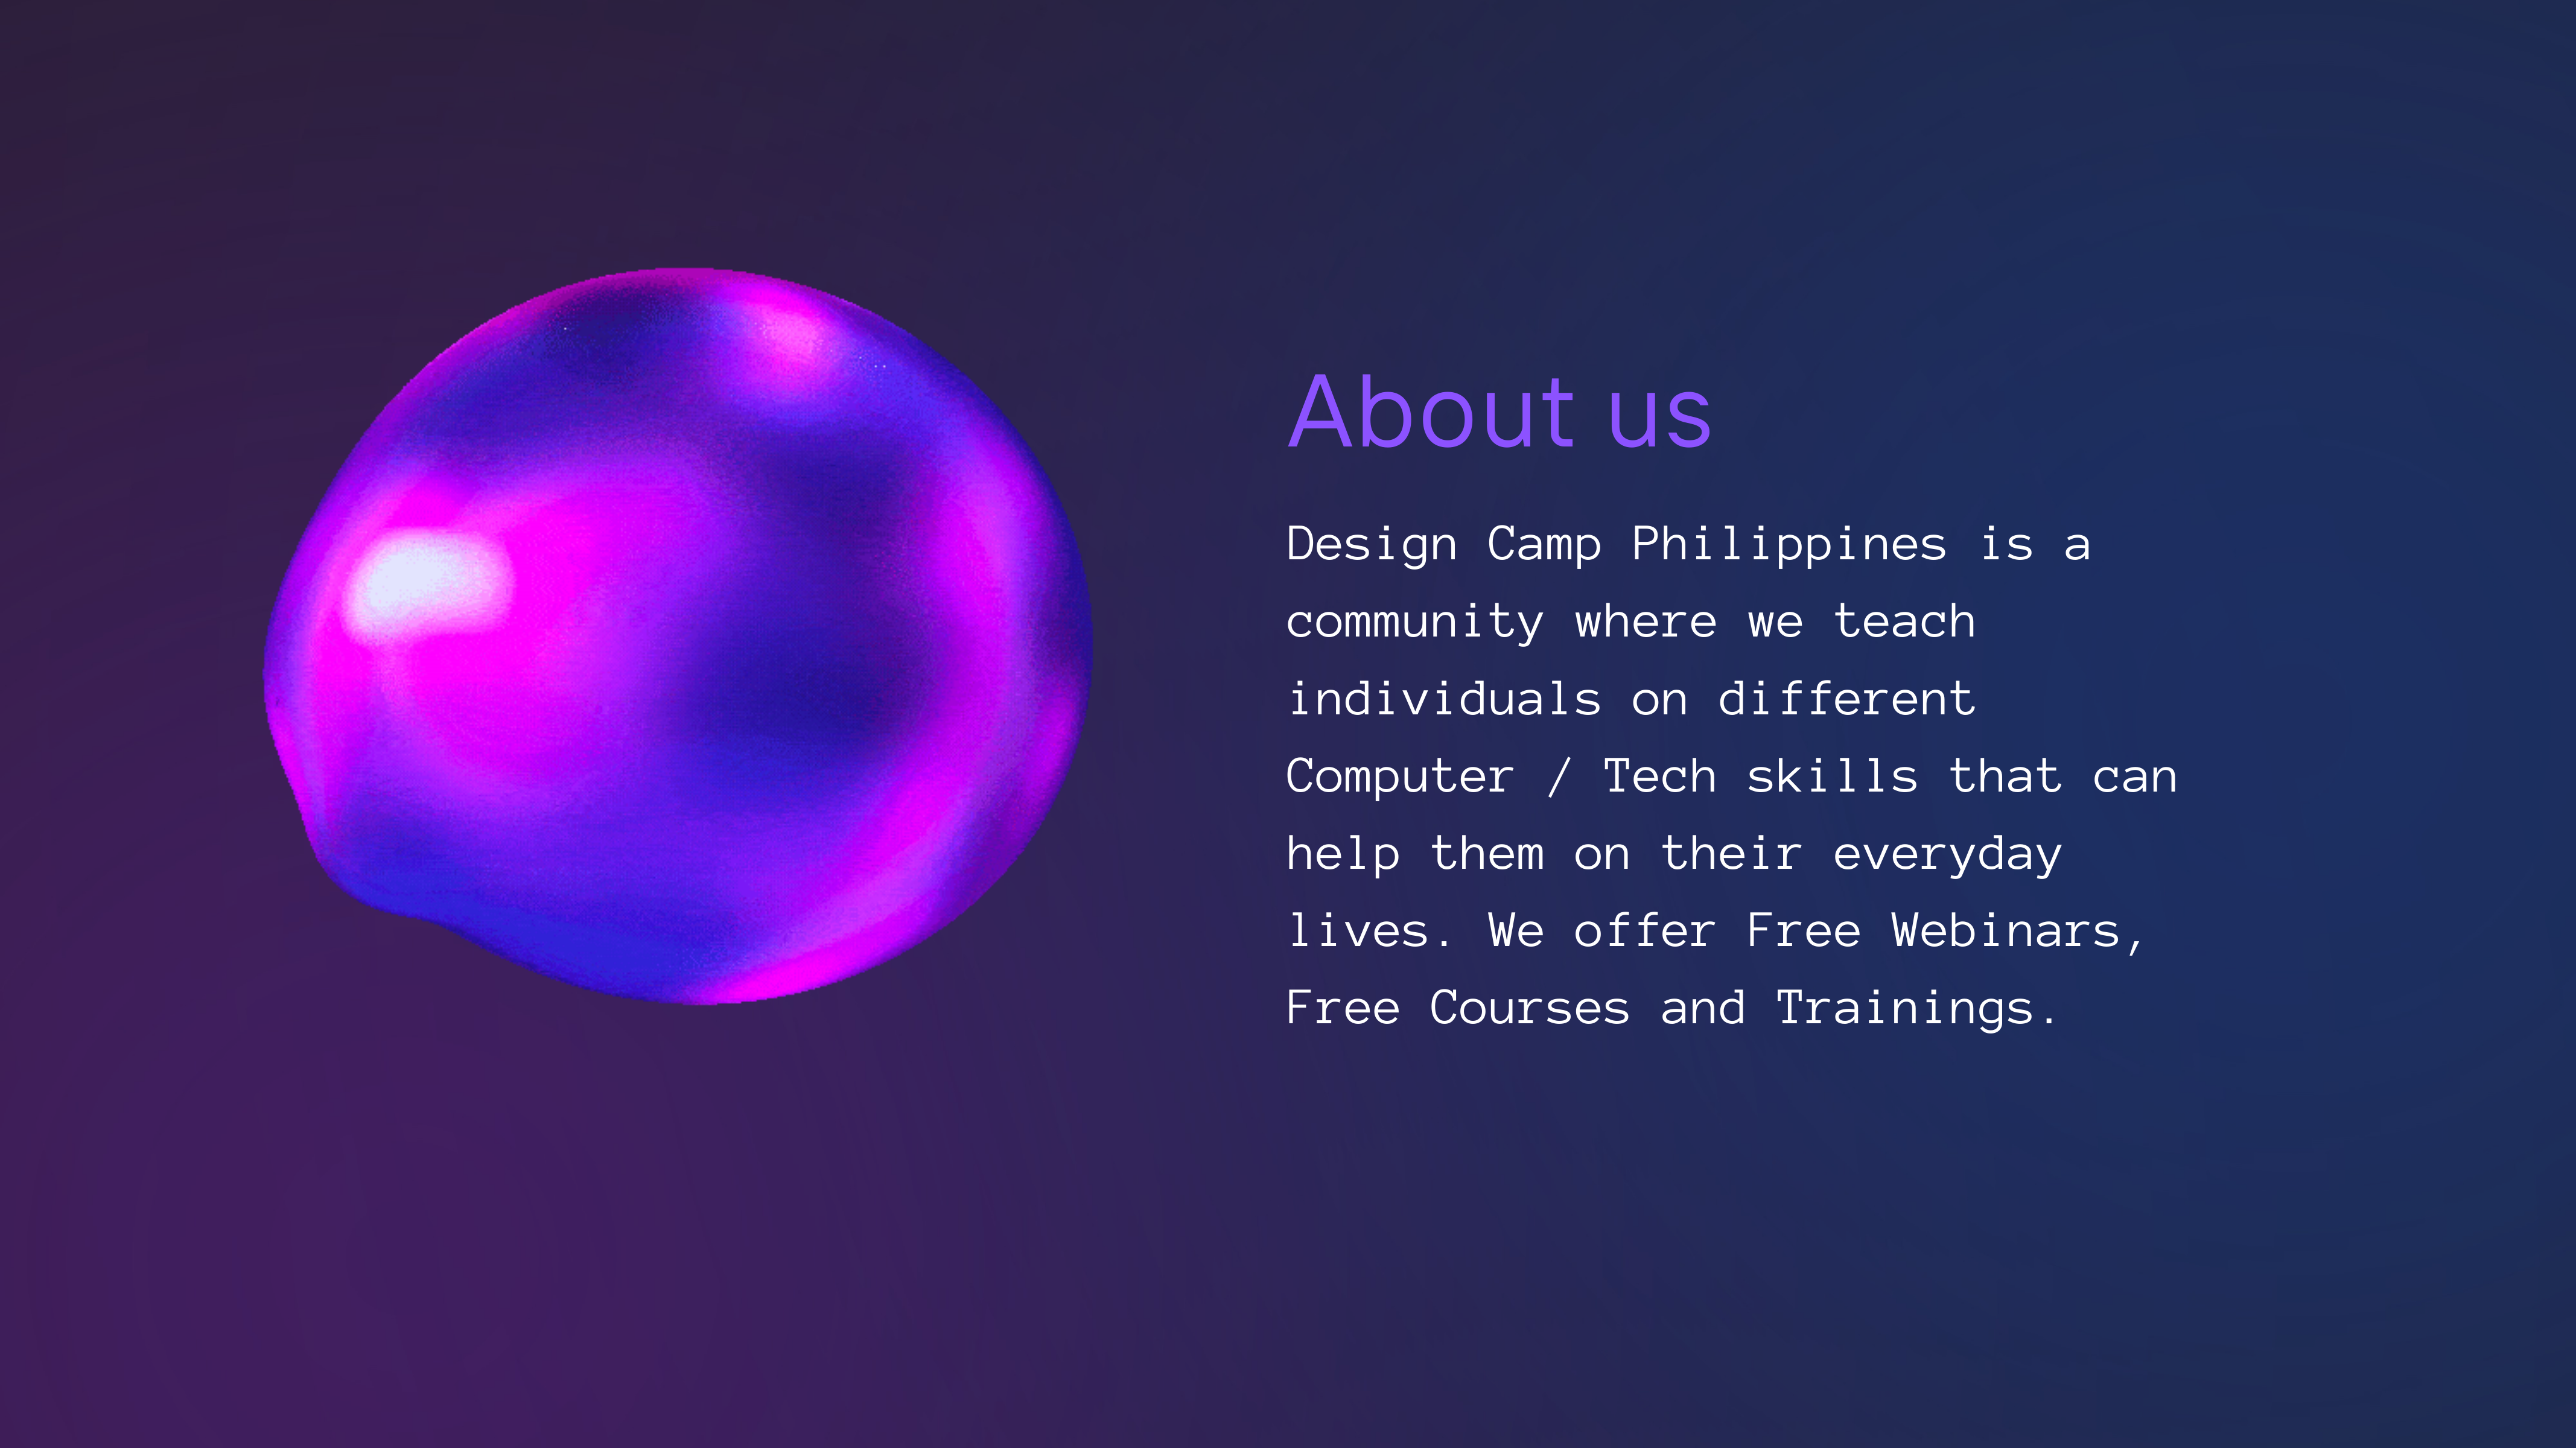 About us
Design Camp Philippines is a
community where we teach
individuals on different
Computer / Tech skills that can
help them on their everyday
lives. We offer Free Webinars,
Free Courses and Trainings.